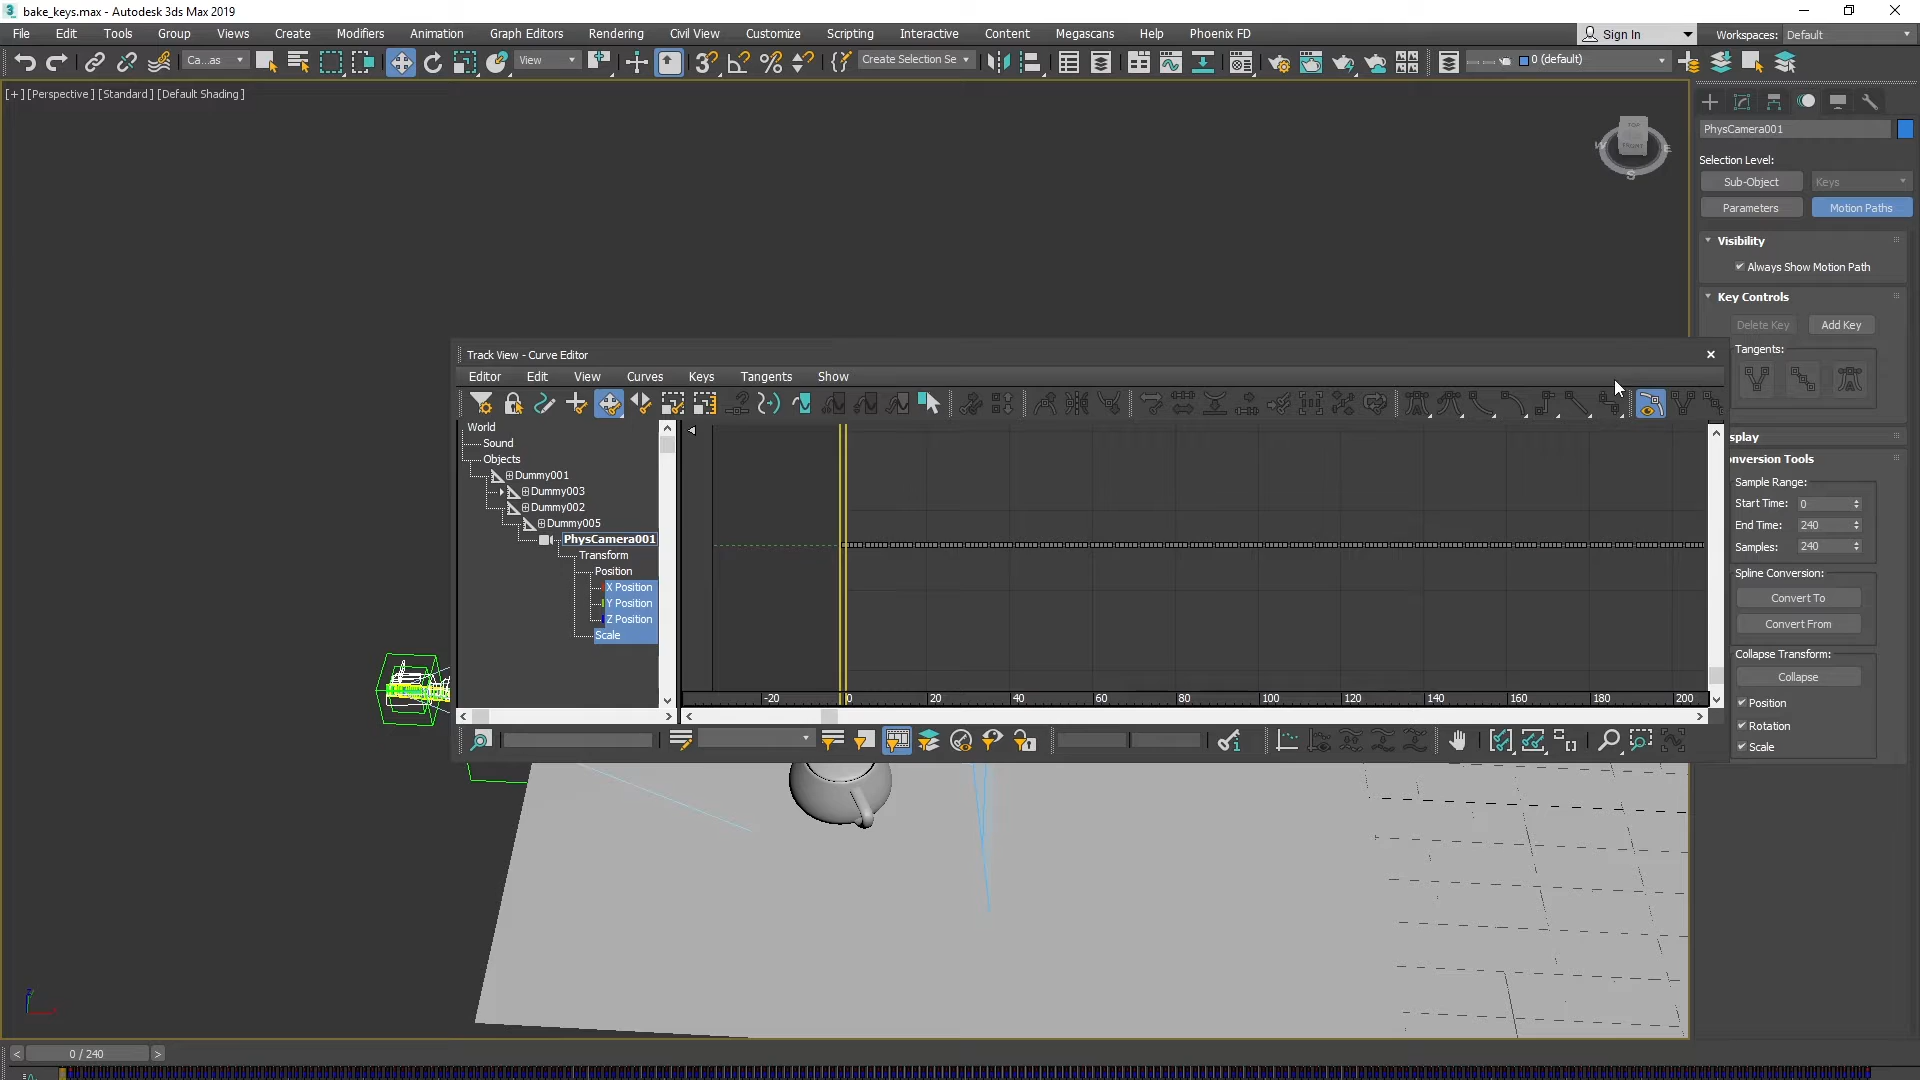 bake_keys.max - Autodesk 3ds Max 2019
File Edit Tools Group Views Create Modifiers Animation Graph Editors Rendering Civil View Customize Scripting Interactive Content Megascans Help Phoenix FD Sign In Workspaces: Default
Ca...as View Create Selection Se 0 (default)
[+] [Perspective] [Standard] [Default Shading]
TOP
FRONT
W E
S
PhysCamera001
Selection Level:
Sub-Object Keys
Parameters Motion Paths
Visibility
Always Show Motion Path
Key Controls
Delete Key Add Key
Tangents:
splay
onversion Tools
Sample Range:
Start Time: 0
End Time: 240
Samples: 240
Spline Conversion:
Convert To
Convert From
Collapse Transform:
Collapse
Position
Rotation
Scale
Track View - Curve Editor
Editor Edit View Curves Keys Tangents Show
World
Sound
Objects
Dummy001
Dummy003
Dummy002
Dummy005
PhysCamera001
Transform
Position
X Position
Y Position
Z Position
Scale
-20 0 20 40 60 80 100 120 140 160 180 200
0 / 240